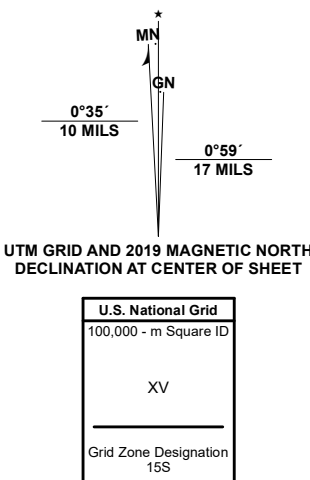 ★
MN
GN
0°35´
10 MILS
0°59´
17 MILS
UTM GRID AND 2019 MAGNETIC NORTH
DECLINATION AT CENTER OF SHEET
U.S. National Grid
100,000 - m Square ID
XV
Grid Zone Designation
15S